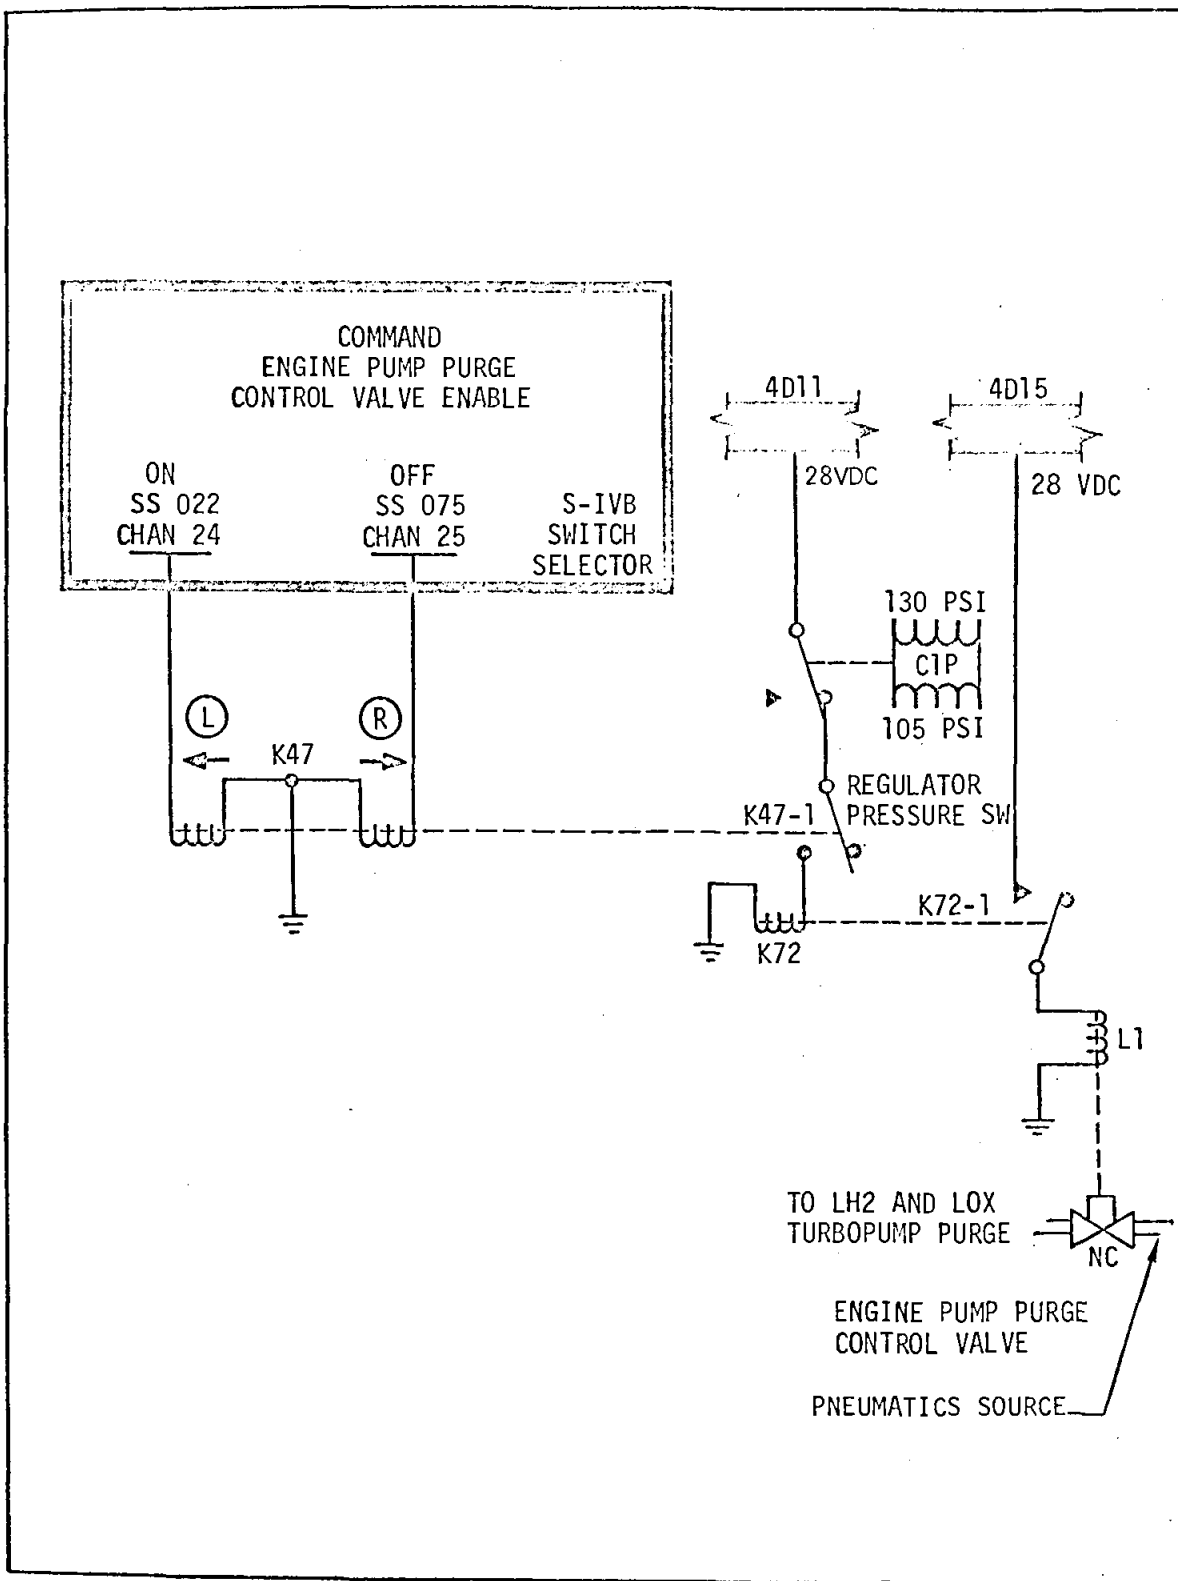 COMMAND
ENGINE PUMP PURGE
CONTROL VALVE ENABLE
ON
SS 022
CHAN 24
OFF
SS 075
CHAN 25
S-IVB
SWITCH
SELECTOR
4D11
28VDC
4D15
28 VDC
130 PSI
C1P
105 PSI
L
R
K47
REGULATOR
PRESSURE SW
K47-1
K72-1
K72
L1
TO LH2 AND LOX
TURBOPUMP PURGE
NC
ENGINE PUMP PURGE
CONTROL VALVE
PNEUMATICS SOURCE